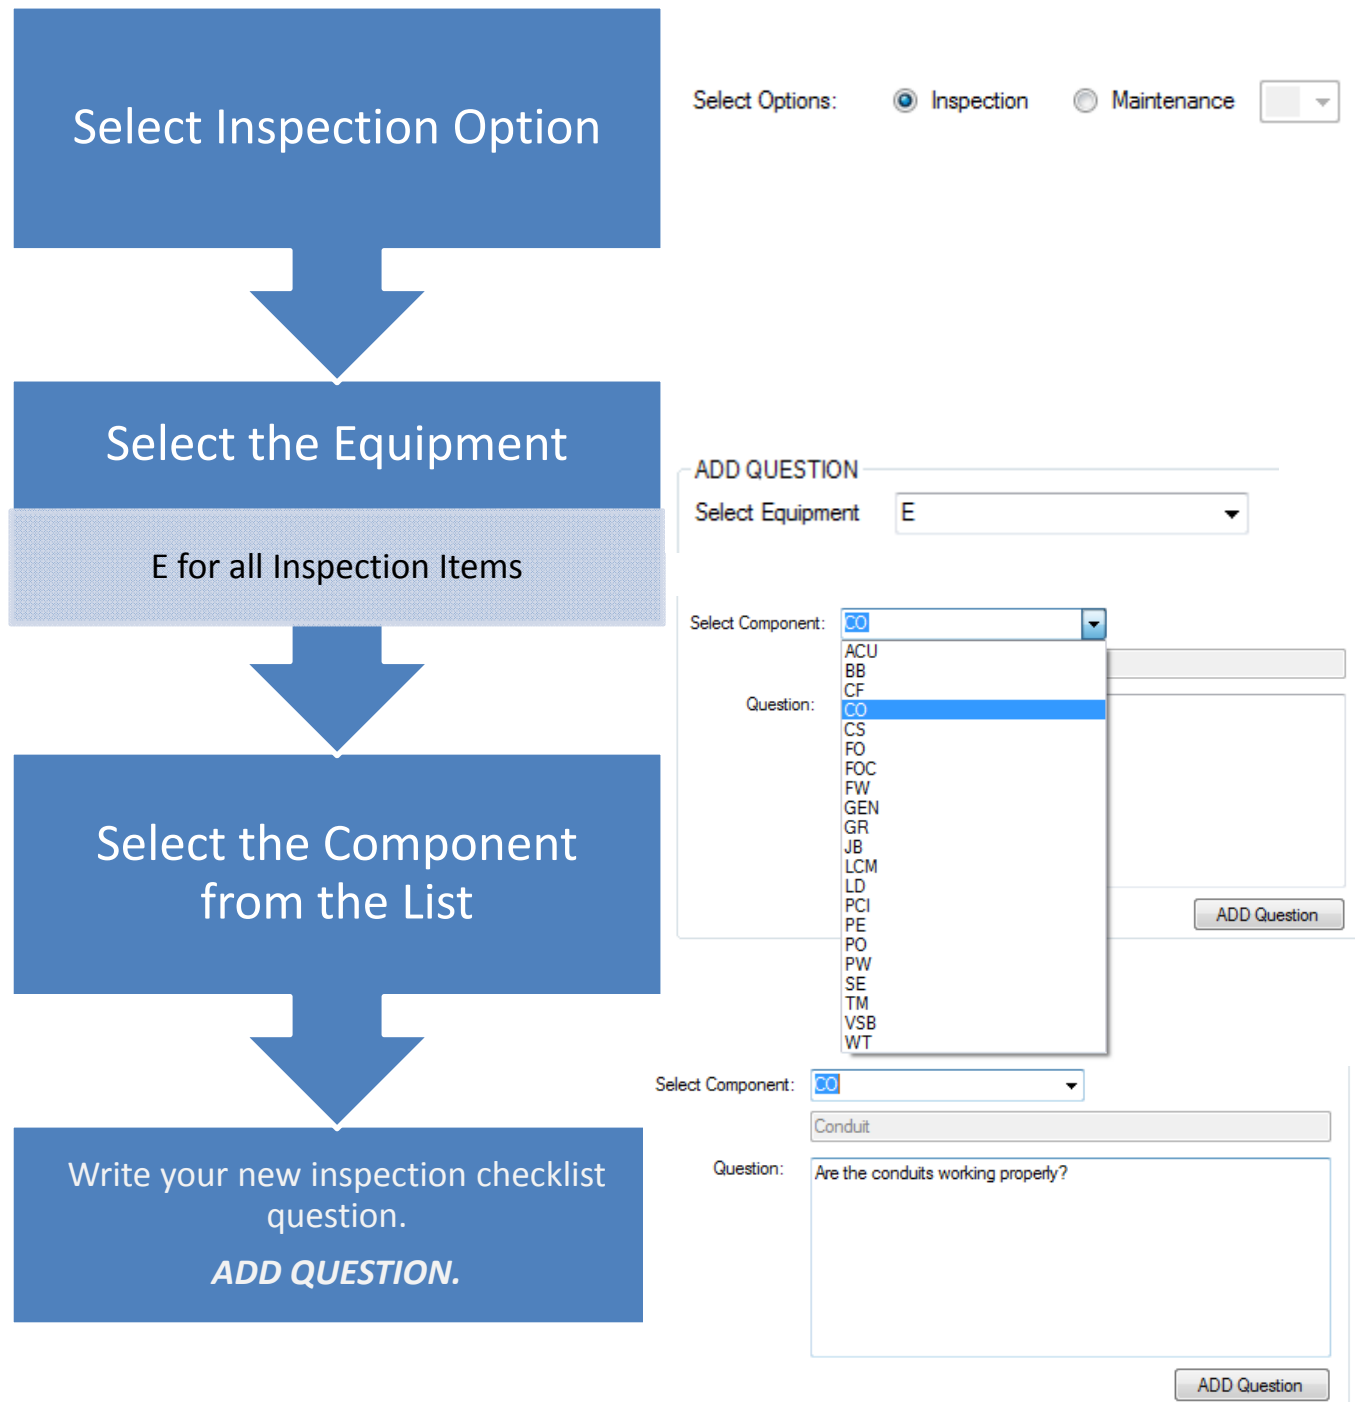 Select Inspection Option
Select Options: Inspection Maintenance
Select the Equipment
E for all Inspection Items
ADD QUESTION
Select Equipment E
Select the Component
from the List
Select Component: CO
ACU
BB
CF
CO
CS
FO
FOC
FW
GEN
GR
JB
LCM
LD
PCI
PE
PO
PW
SE
TM
VSB
WT
Question:
ADD Question
Write your new inspection checklist
question.
ADD QUESTION.
Select Component: CO
Conduit
Question: Are the conduits working properly?
ADD Question